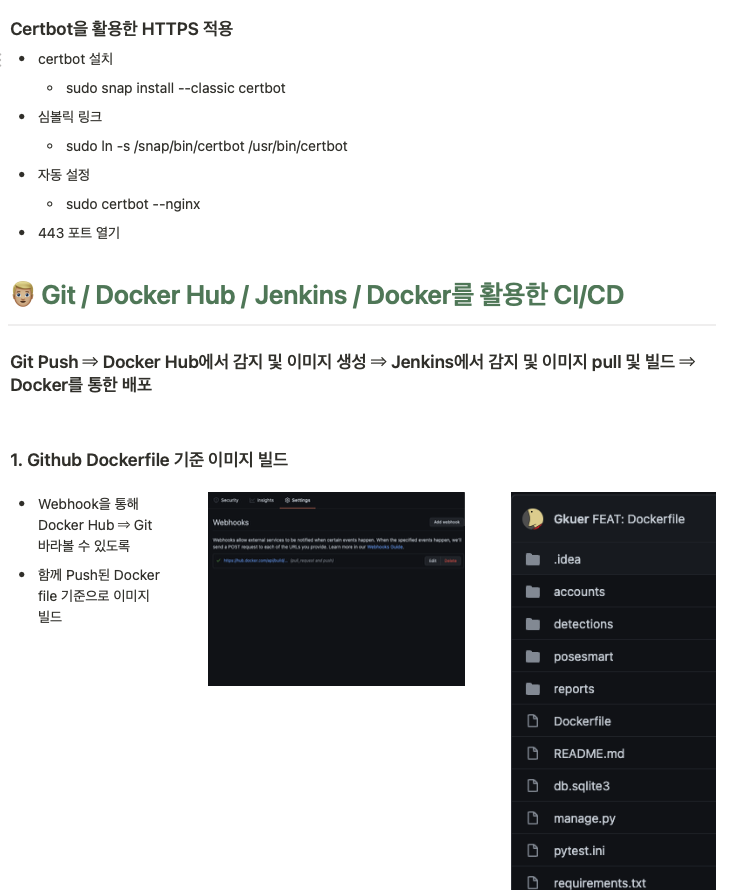 Certbot을 활용한 HTTPS 적용
certbot 설치
sudo snap install --classic certbot
심볼릭 링크
sudo ln -s /snap/bin/certbot /usr/bin/certbot
자동 설정
sudo certbot --nginx
443 포트 열기
Git / Docker Hub / Jenkins / Docker를 활용한 CI/CD
Git Push ⇒ Docker Hub에서 감지 및 이미지 생성 ⇒ Jenkins에서 감지 및 이미지 pull 및 빌드 ⇒
Docker를 통한 배포
1. Github Dockerfile 기준 이미지 빌드
Webhook을 통해
Docker Hub ⇒ Git
바라볼 수 있도록
함께 Push된 Docker
file 기준으로 이미지
빌드
Security Insights Settings
Webhooks
Add webhook
Webhooks allow external services to be notified when certain events happen. When the specified events happen, we'll
send a POST request to each of the URLs you provide. Learn more in our Webhooks Guide.
Edit Delete
Gkuer FEAT: Dockerfile
.idea
accounts
detections
posesmart
reports
Dockerfile
README.md
db.sqlite3
manage.py
pytest.ini
requirements.txt